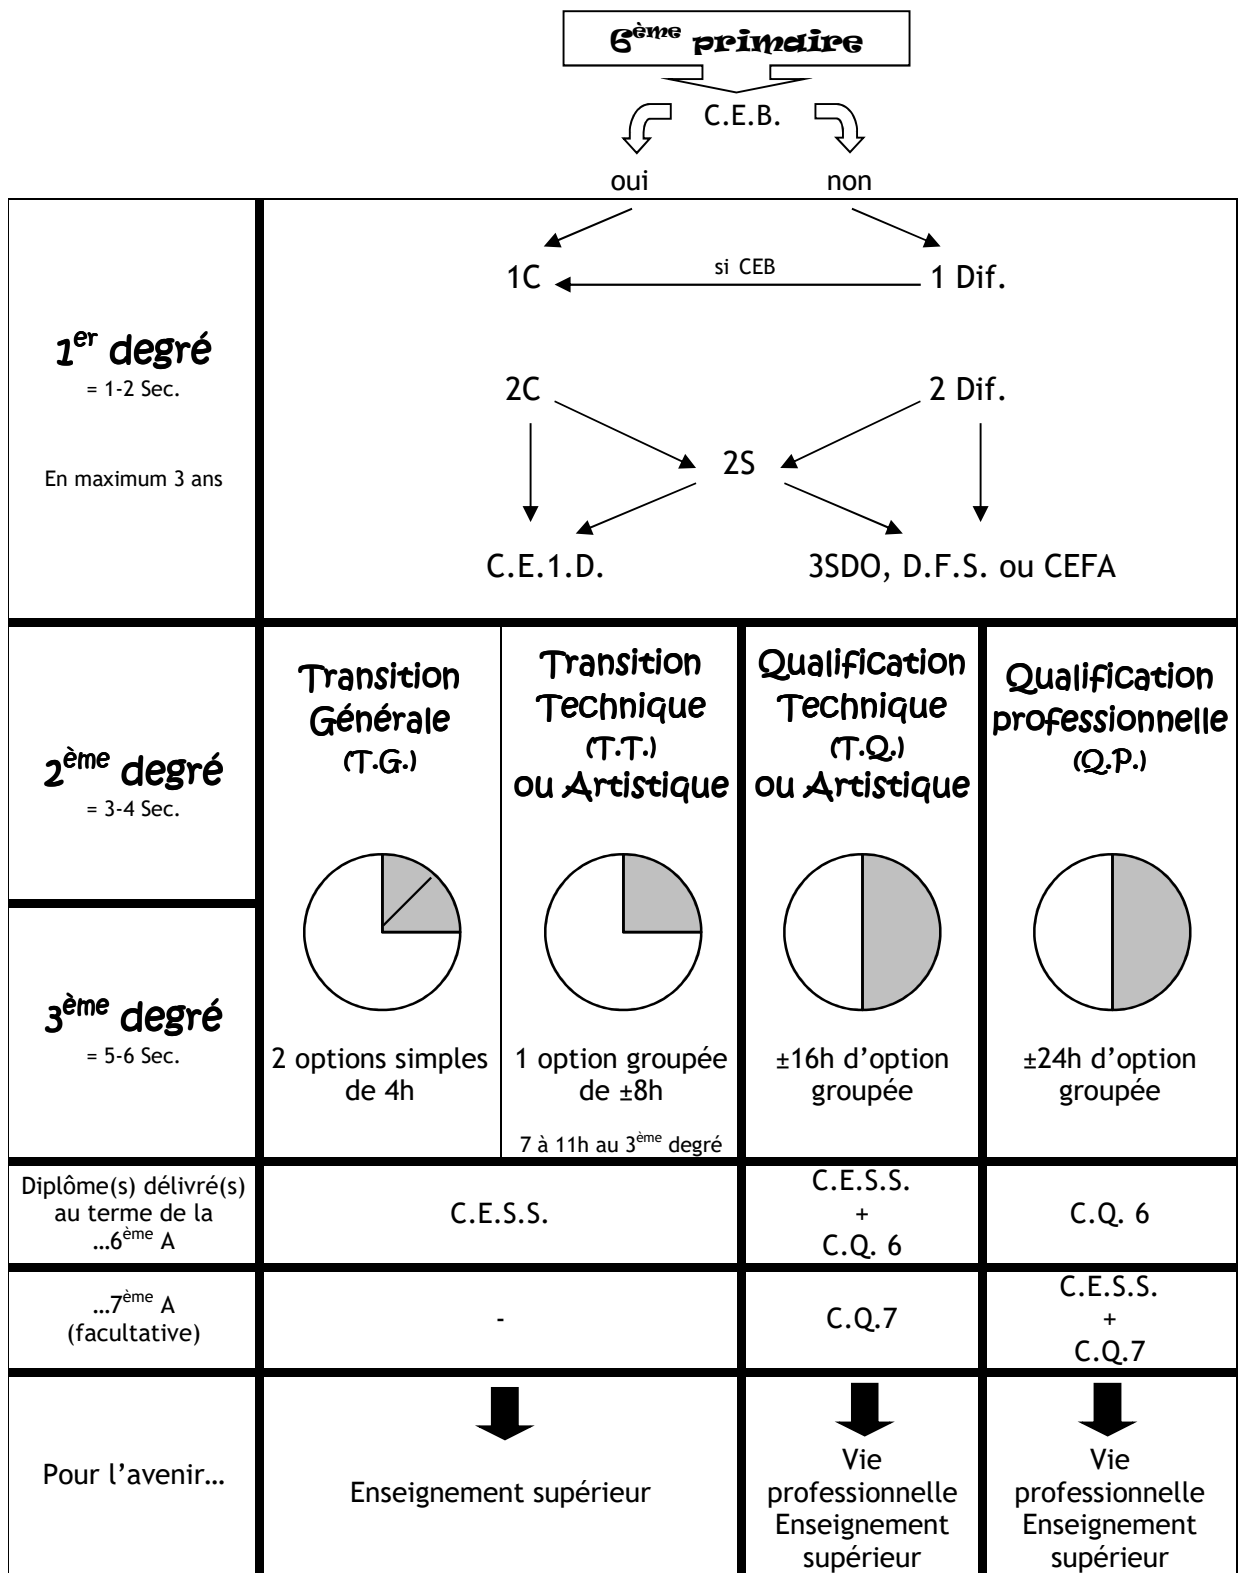 6ème primaire
C.E.B.
oui non
1C si CEB 1 Dif.
1er degré
= 1-2 Sec.
En maximum 3 ans
2C 2 Dif.
2S
C.E.1.D. 3SDO, D.F.S. ou CEFA
2ème degré
= 3-4 Sec.
3ème degré
= 5-6 Sec.
Transition
Générale
(T.G.)
2 options simples
de 4h
Transition
Technique
(T.T.)
ou Artistique
1 option groupée
de ±8h
7 à 11h au 3ème degré
Qualification
Technique
(T.Q.)
ou Artistique
±16h d’option
groupée
Qualification
professionnelle
(Q.P.)
±24h d’option
groupée
Diplôme(s) délivré(s)
au terme de la
…6ème A
C.E.S.S.
C.E.S.S.
+
C.Q. 6
C.Q. 6
…7ème A
(facultative)
-
C.Q.7
C.E.S.S.
+
C.Q.7
Pour l’avenir…
Enseignement supérieur
Vie
professionnelle
Enseignement
supérieur
Vie
professionnelle
Enseignement
supérieur